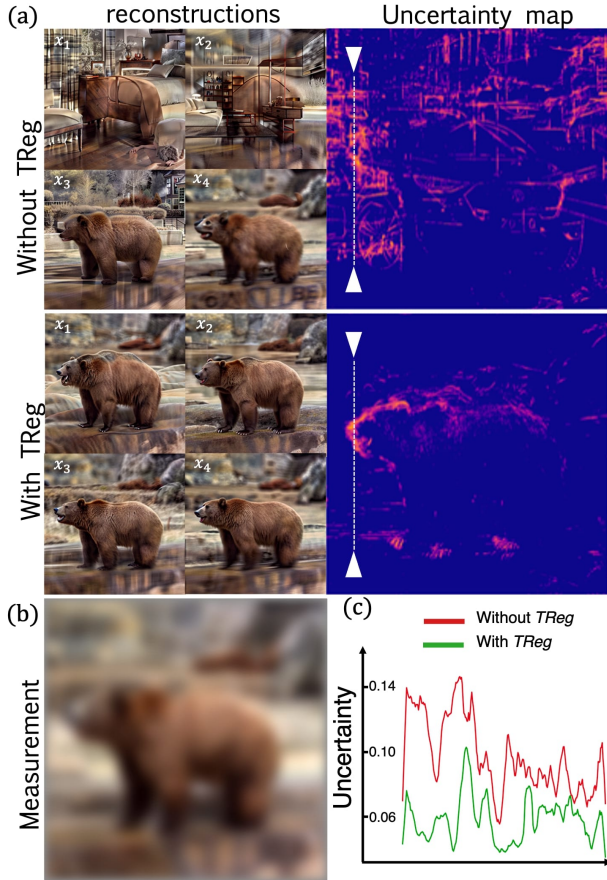 (a)
reconstructions
Uncertainty map
Without TReg
x₁
x₂
x₃
x₄
With TReg
x₁
x₂
x₃
x₄
(b)
Measurement
(c)
Without TReg
With TReg
Uncertainty
0.14
0.10
0.06